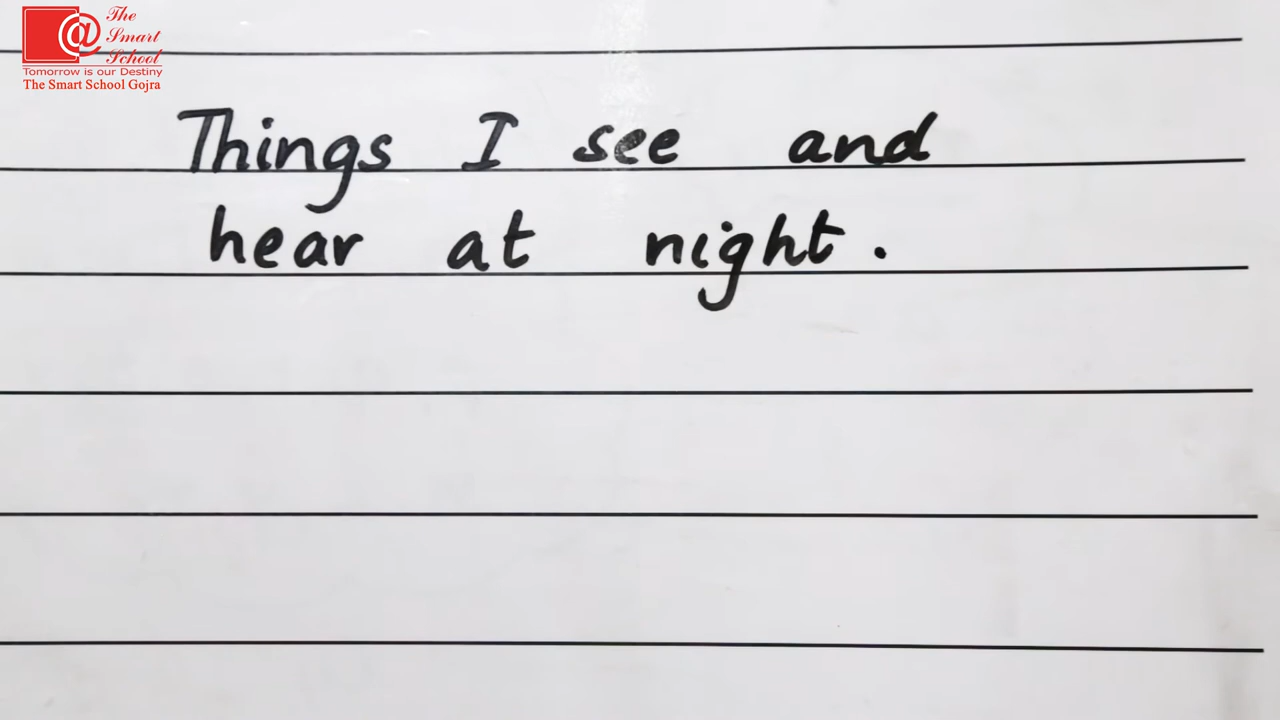 The
Smart
School
Tomorrow is our Destiny
The Smart School Gojra
Things I see and
hear at night.